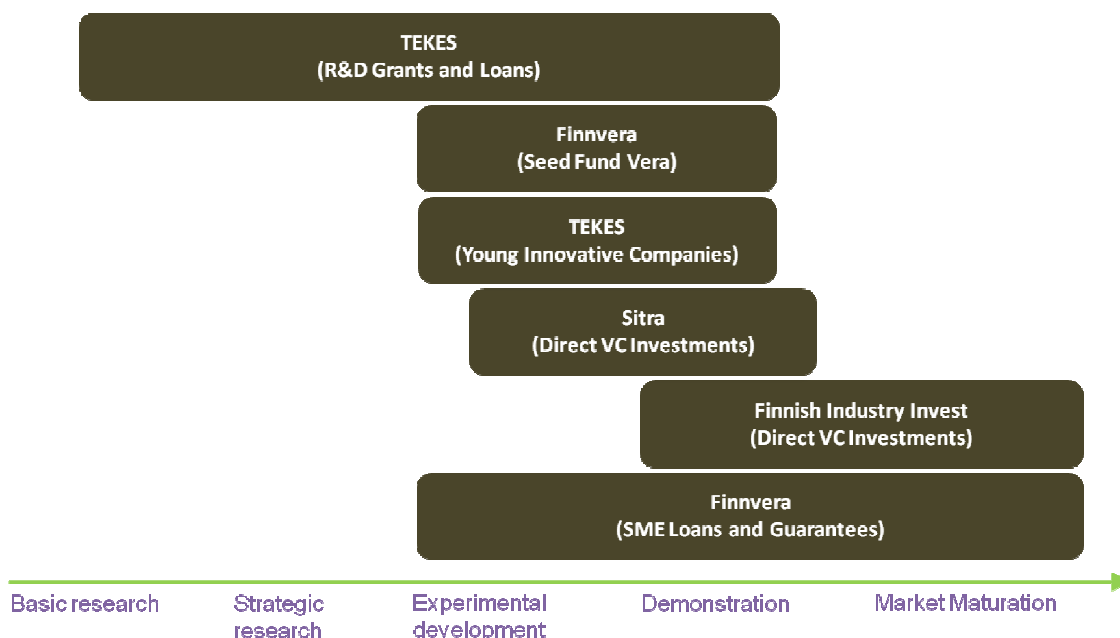 TEKES
(R&D Grants and Loans)
Finnvera
(Seed Fund Vera)
TEKES
(Young Innovative Companies)
Sitra
(Direct VC Investments)
Finnish Industry Invest
(Direct VC Investments)
Finnvera
(SME Loans and Guarantees)
Basic research
Strategic
research
Experimental
development
Demonstration
Market Maturation